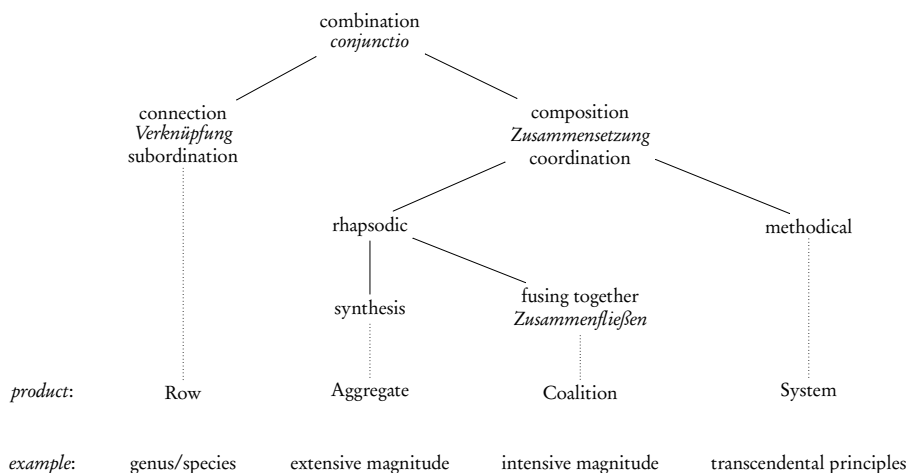 combination
conjunctio
connection
Verknüpfung
subordination
composition
Zusammensetzung
coordination
rhapsodic
methodical
synthesis
fusing together
Zusammenfließen
product: Row Aggregate Coalition System
example: genus/species extensive magnitude intensive magnitude transcendental principles